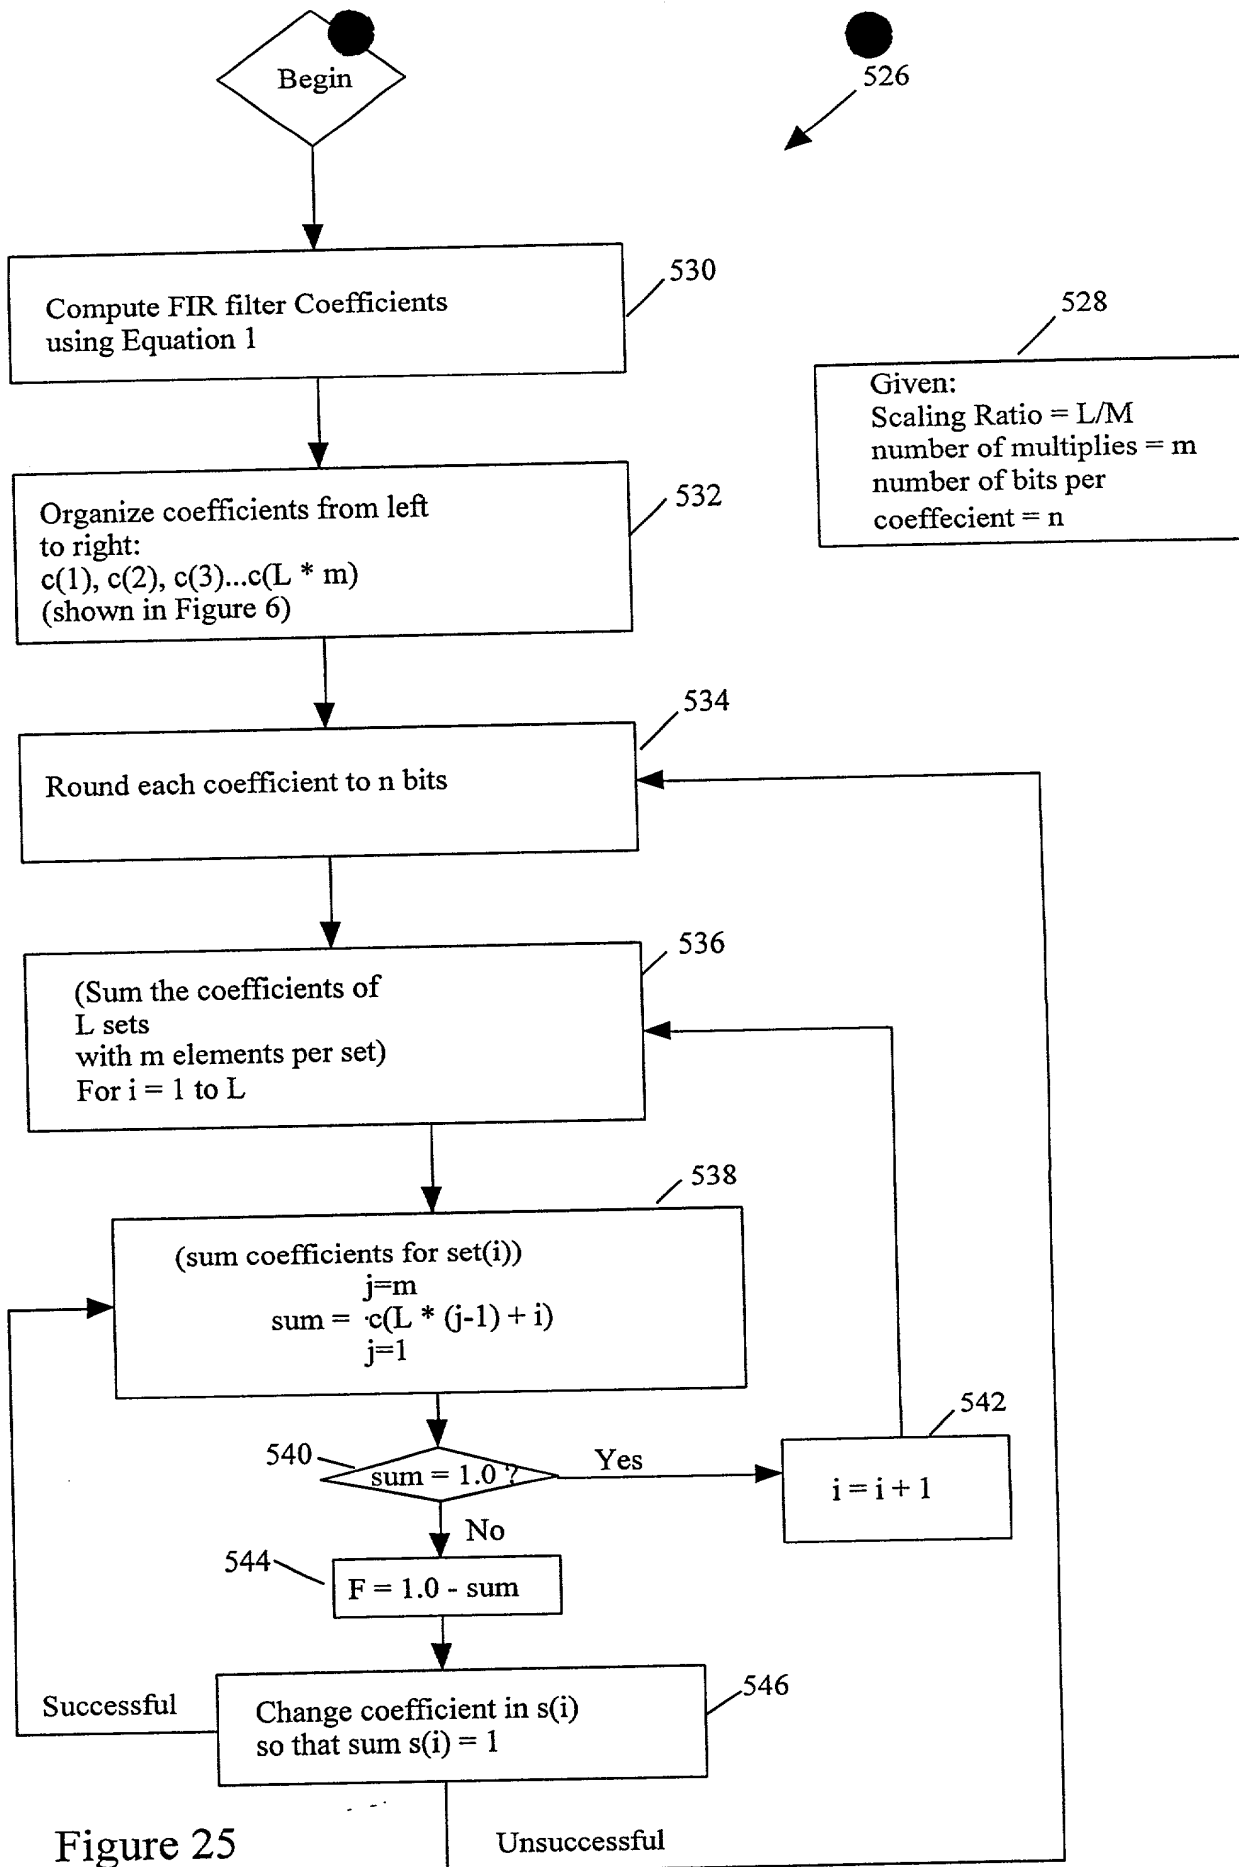 Begin
526
530
Compute FIR filter Coefficients
using Equation 1
528
Given:
Scaling Ratio = L/M
number of multiplies = m
number of bits per
coeffecient = n
532
Organize coefficients from left
to right:
c(1), c(2), c(3)...c(L * m)
(shown in Figure 6)
534
Round each coefficient to n bits
536
(Sum the coefficients of
L sets
with m elements per set)
For i = 1 to L
538
(sum coefficients for set(i))
j=m
sum = c(L * (j-1) + i)
j=1
540
sum = 1.0 ?
Yes
542
i = i + 1
No
544
F = 1.0 - sum
546
Successful
Change coefficient in s(i)
so that sum s(i) = 1
Unsuccessful
Figure 25